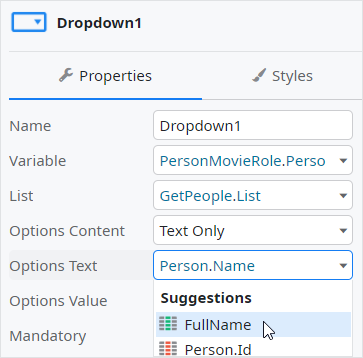 Dropdown1
Properties Styles
Name Dropdown1
Variable PersonMovieRole.Perso
List GetPeople.List
Options Content Text Only
Options Text Person.Name
Options Value Suggestions
FullName
Mandatory Person.Id